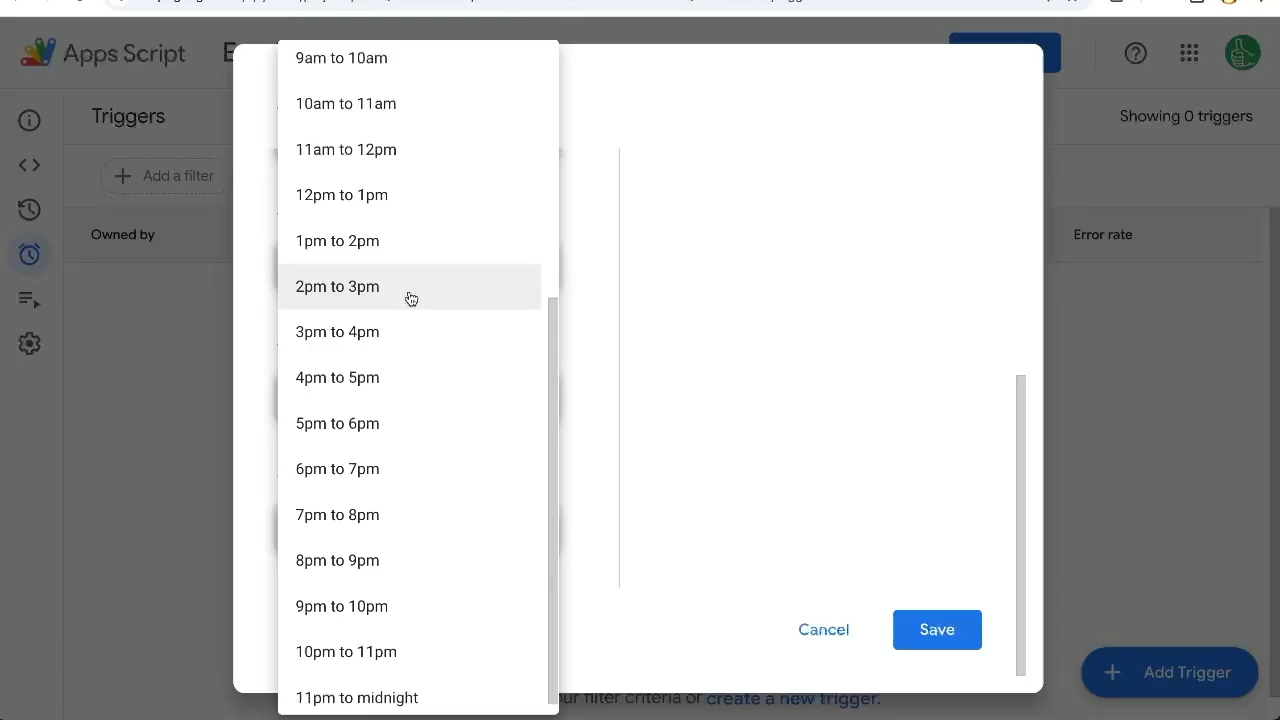 Apps Script
Triggers
Showing 0 triggers
Add a filter
Owned by
Error rate
9am to 10am
10am to 11am
11am to 12pm
12pm to 1pm
1pm to 2pm
2pm to 3pm
3pm to 4pm
4pm to 5pm
5pm to 6pm
6pm to 7pm
7pm to 8pm
8pm to 9pm
9pm to 10pm
10pm to 11pm
11pm to midnight
Cancel
Save
Add Trigger
filter criteria or create a new trigger.